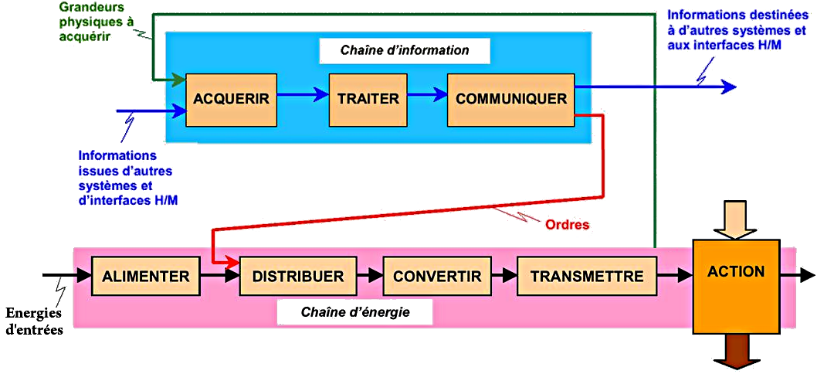 Grandeurs
physiques à
acquérir
Informations destinées
à d'autres systèmes et
aux interfaces H/M
Chaîne d'information
ACQUERIR
TRAITER
COMMUNIQUER
Informations
issues d'autres
systèmes et
d'interfaces H/M
Ordres
ALIMENTER
DISTRIBUER
CONVERTIR
TRANSMETTRE
ACTION
Energies
d'entrées
Chaîne d'énergie